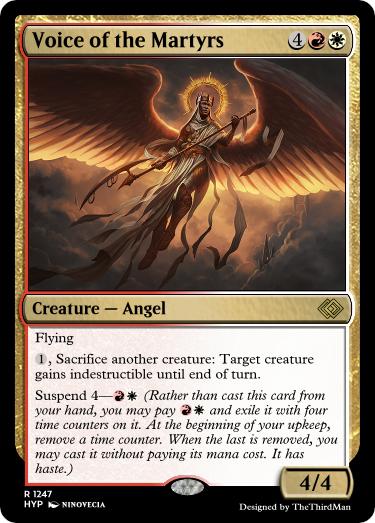 Voice of the Martyrs 4
Creature — Angel
Flying
1, Sacrifice another creature: Target creature
gains indestructible until end of turn.
Suspend 4— (Rather than cast this card from
your hand, you may pay and exile it with four
time counters on it. At the beginning of your upkeep,
remove a time counter. When the last is removed, you
may cast it without paying its mana cost. It has
haste.)
4/4
R 1247
HYP NINOVECIA
Designed by TheThirdMan